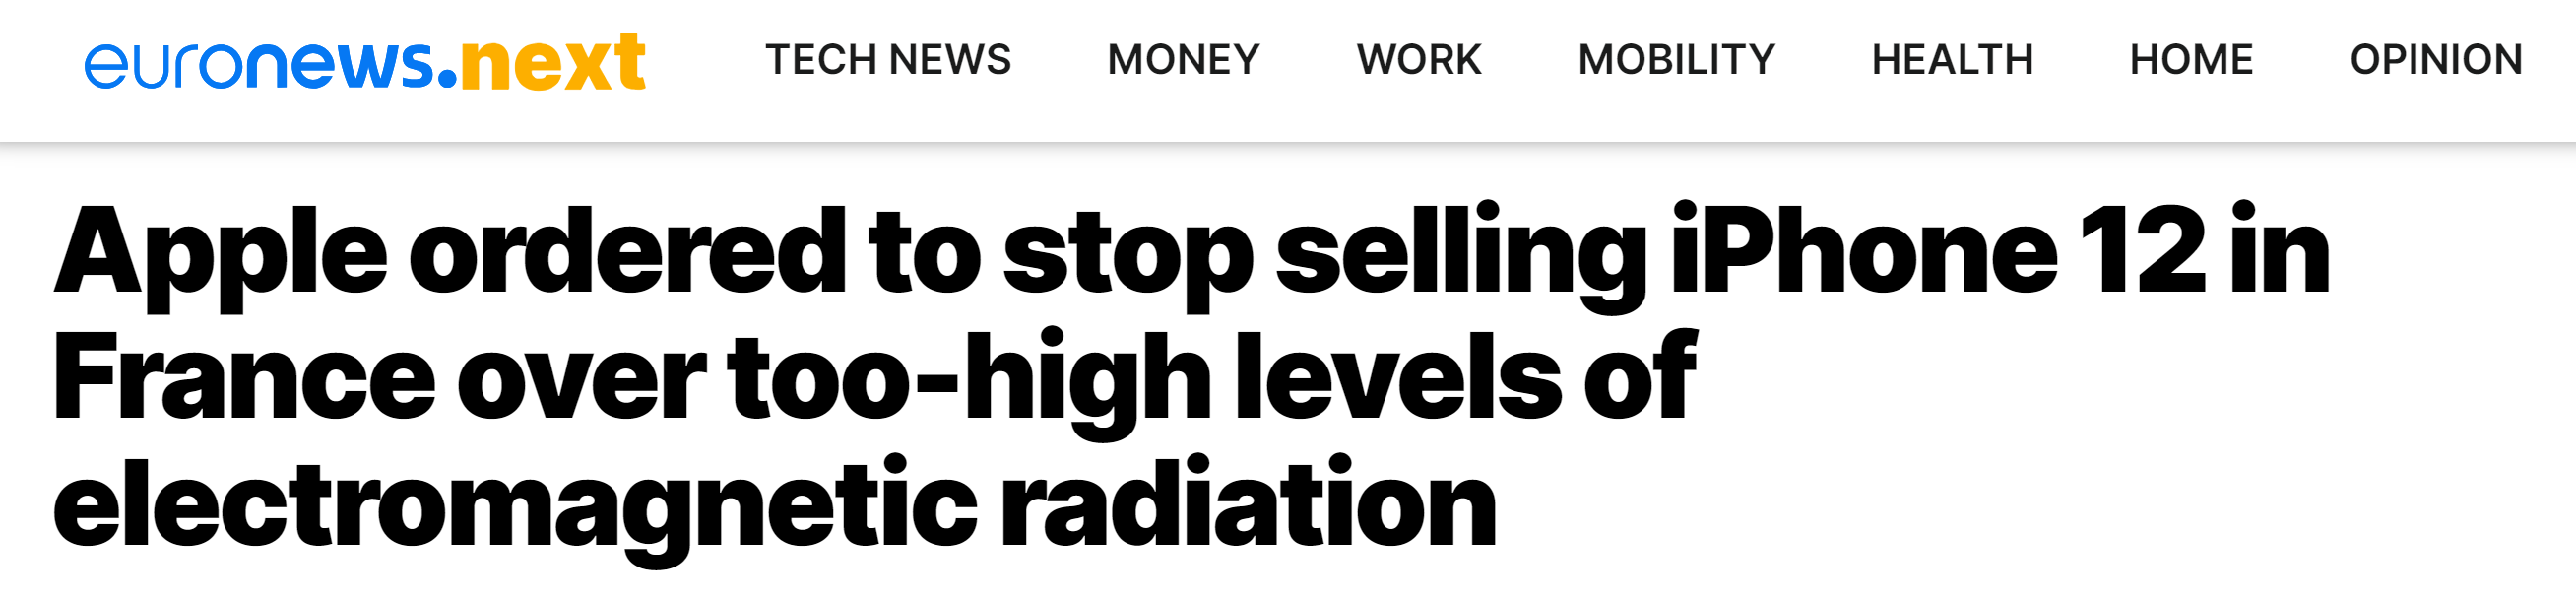 euronews.next TECH NEWS MONEY WORK MOBILITY HEALTH HOME OPINION
Apple ordered to stop selling iPhone 12 in
France over too-high levels of
electromagnetic radiation